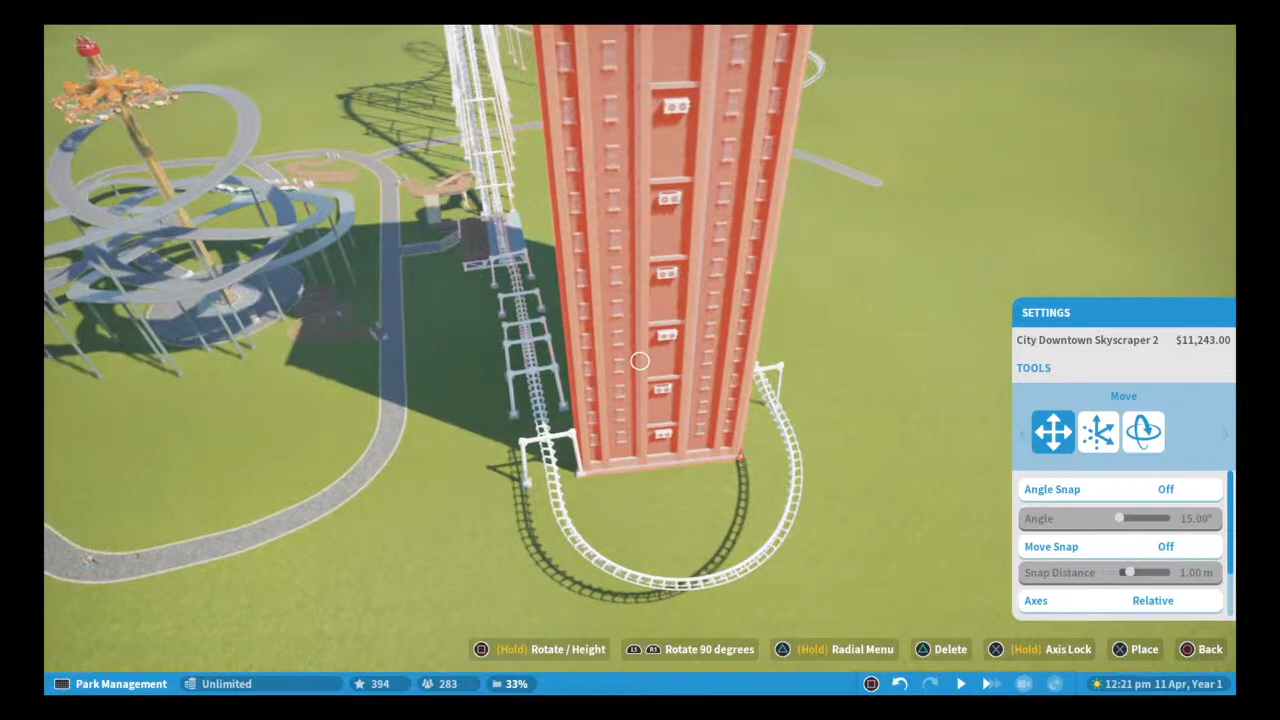 SETTINGS
City Downtown Skyscraper 2 $11,243.00
TOOLS
Move
Angle Snap Off
Angle 15.00°
Move Snap Off
Snap Distance 1.00 m
Axes Relative
(Hold) Rotate / Height L1 R1 Rotate 90 degrees (Hold) Radial Menu Delete (Hold) Axis Lock Place Back
Park Management Unlimited 394 283 33% 12:21 pm 11 Apr, Year 1